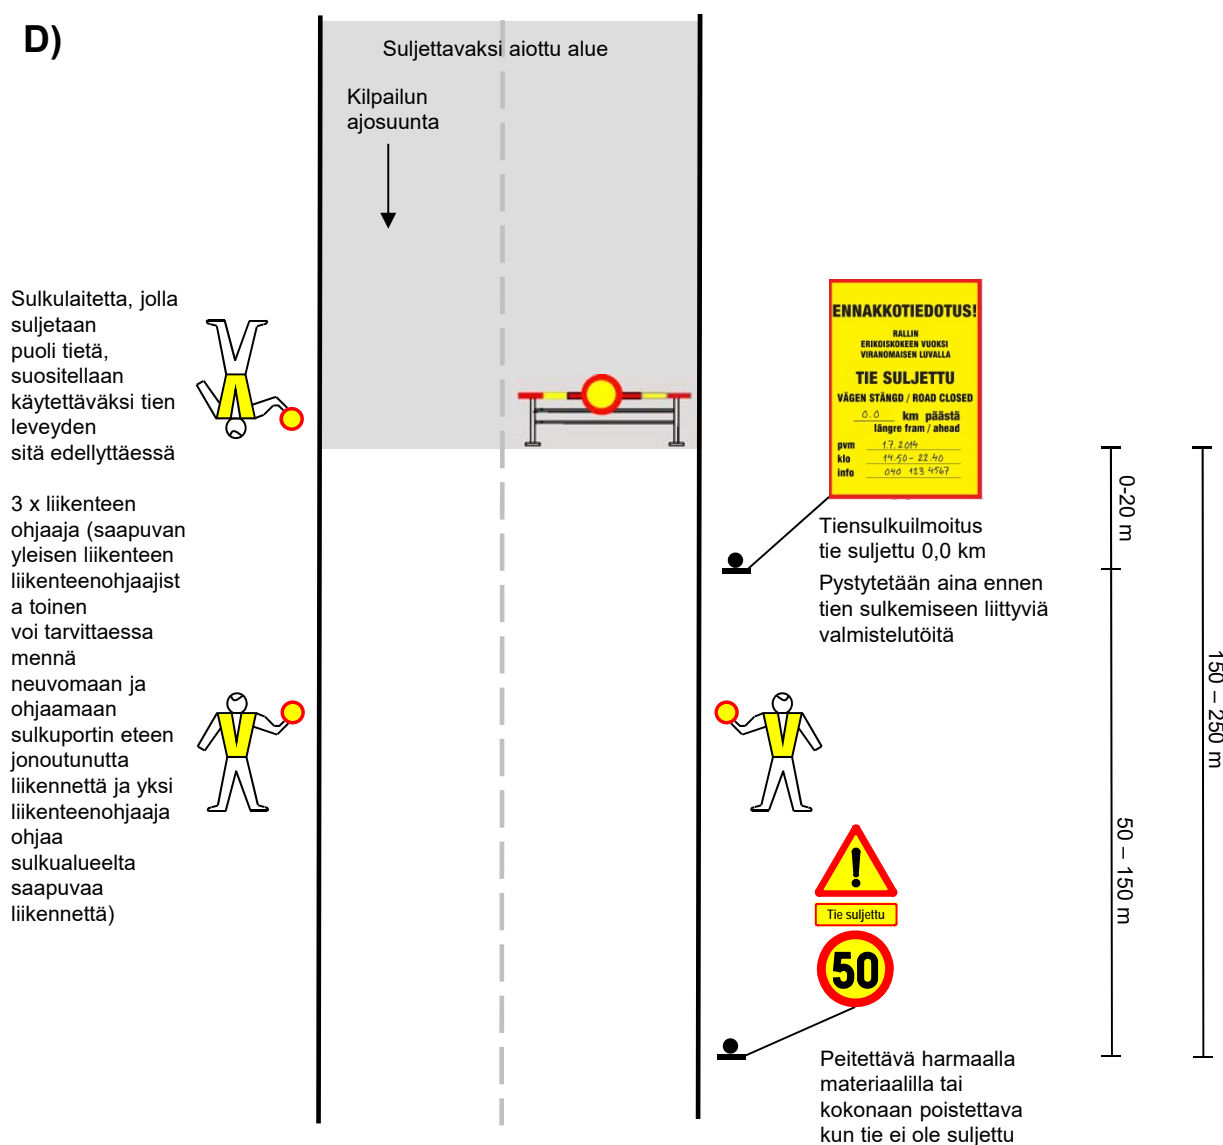 D)
Suljettavaksi aiottu alue
Kilpailun
ajosuunta
Sulkulaitetta, jolla
suljetaan
puoli tietä,
suositellaan
käytettäväksi tien
leveyden
sitä edellyttäessä
3 x liikenteen
ohjaaja (saapuvan
yleisen liikenteen
liikenteenohjaajist
a toinen
voi tarvittaessa
mennä
neuvomaan ja
ohjaamaan
sulkuportin eteen
jonoutunutta
liikennettä ja yksi
liikenteenohjaaja
ohjaa
sulkualueelta
saapuvaa
liikennettä)
ENNAKKOTIEDOTUS!
RALLIN
ERIKOISKOKEEN VUOKSI
VIRANOMAISEN LUVALLA
TIE SULJETTU
VÄGEN STÄNGD / ROAD CLOSED
0.0 km päästä
längre fram / ahead
pvm 1.7.2014
klo 14.50 - 22.40
info 040 123 4567
Tiensulkuilmoitus
tie suljettu 0,0 km
Pystytetään aina ennen
tien sulkemiseen liittyviä
valmistelutöitä
Tie suljettu
50
Peitettävä harmaalla
materiaalilla tai
kokonaan poistettava
kun tie ei ole suljettu
0-20 m
50 – 150 m
150 – 250 m